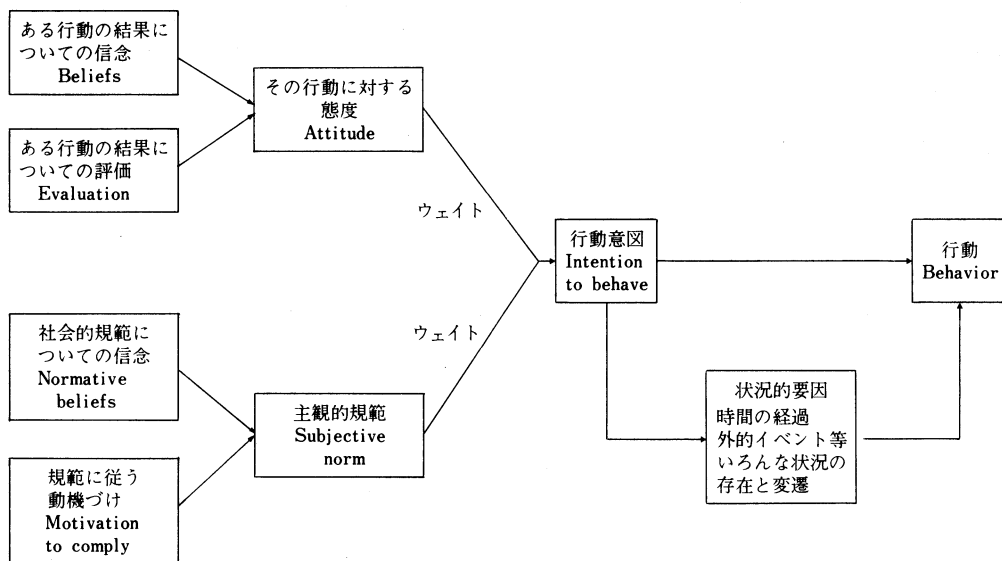 ある行動の結果に
ついての信念
Beliefs
ある行動の結果に
ついての評価
Evaluation
その行動に対する
態度
Attitude
ウェイト
社会的規範に
ついての信念
Normative
beliefs
規範に従う
動機づけ
Motivation
to comply
主観的規範
Subjective
norm
ウェイト
行動意図
Intention
to behave
状況的要因
時間の経過
外的イベント等
いろんな状況の
存在と変遷
行動
Behavior